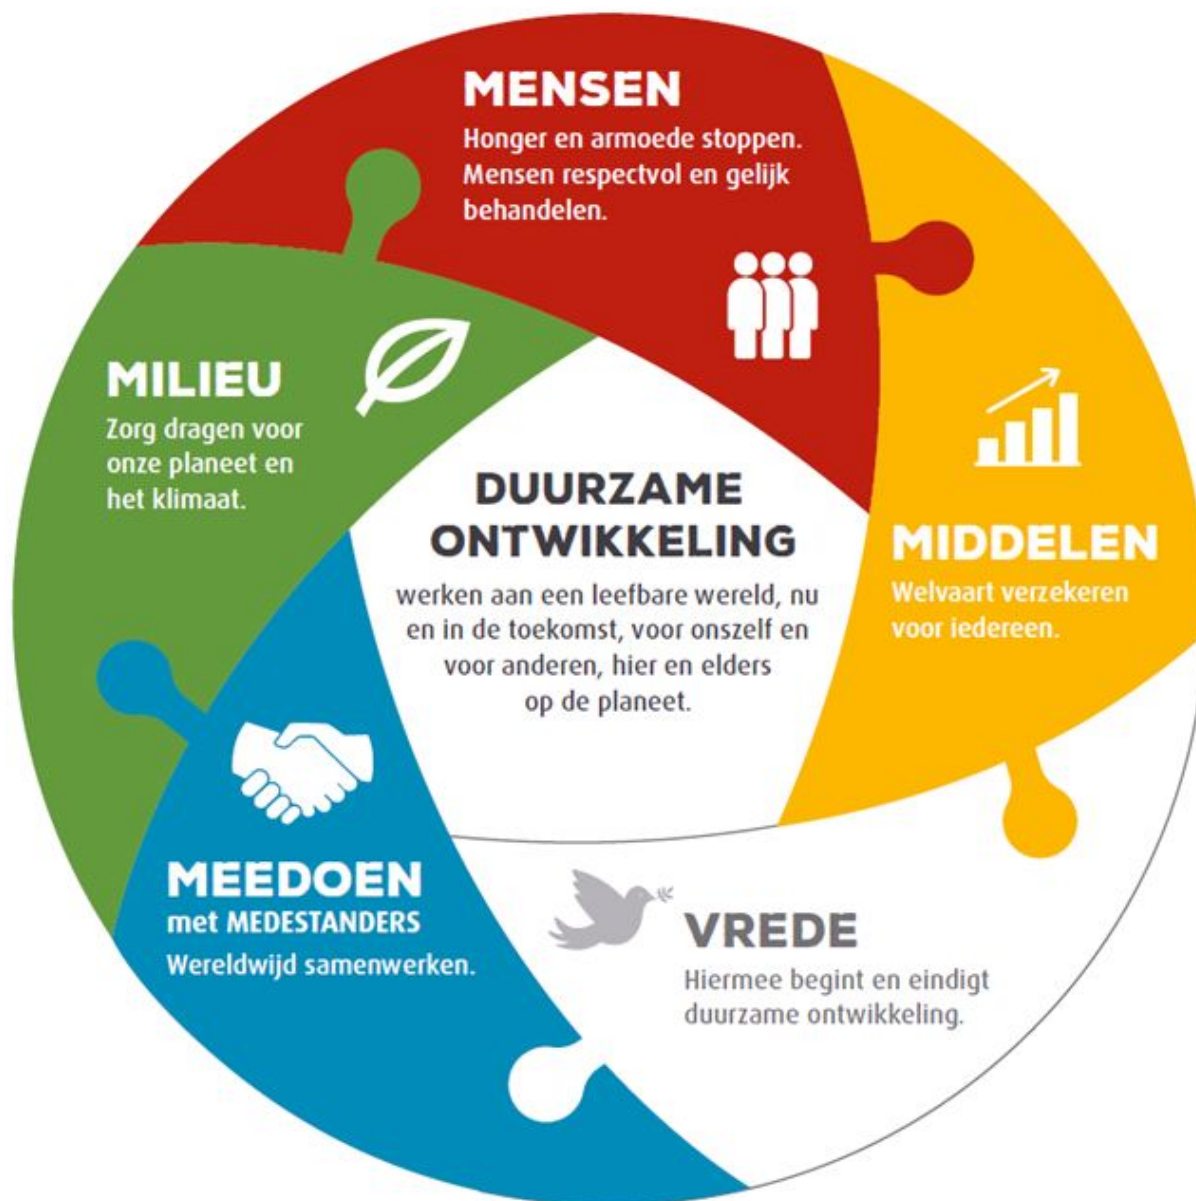 MENSEN
Honger en armoede stoppen.
Mensen respectvol en gelijk
behandelen.
MIDDELEN
Welvaart verzekeren
voor iedereen.
VREDE
Hiermee begint en eindigt
duurzame ontwikkeling.
MEEDOEN
met MEDESTANDERS
Wereldwijd samenwerken.
MILIEU
Zorg dragen voor
onze planeet en
het klimaat.
DUURZAME
ONTWIKKELING
werken aan een leefbare wereld, nu
en in de toekomst, voor onszelf en
voor anderen, hier en elders
op de planeet.